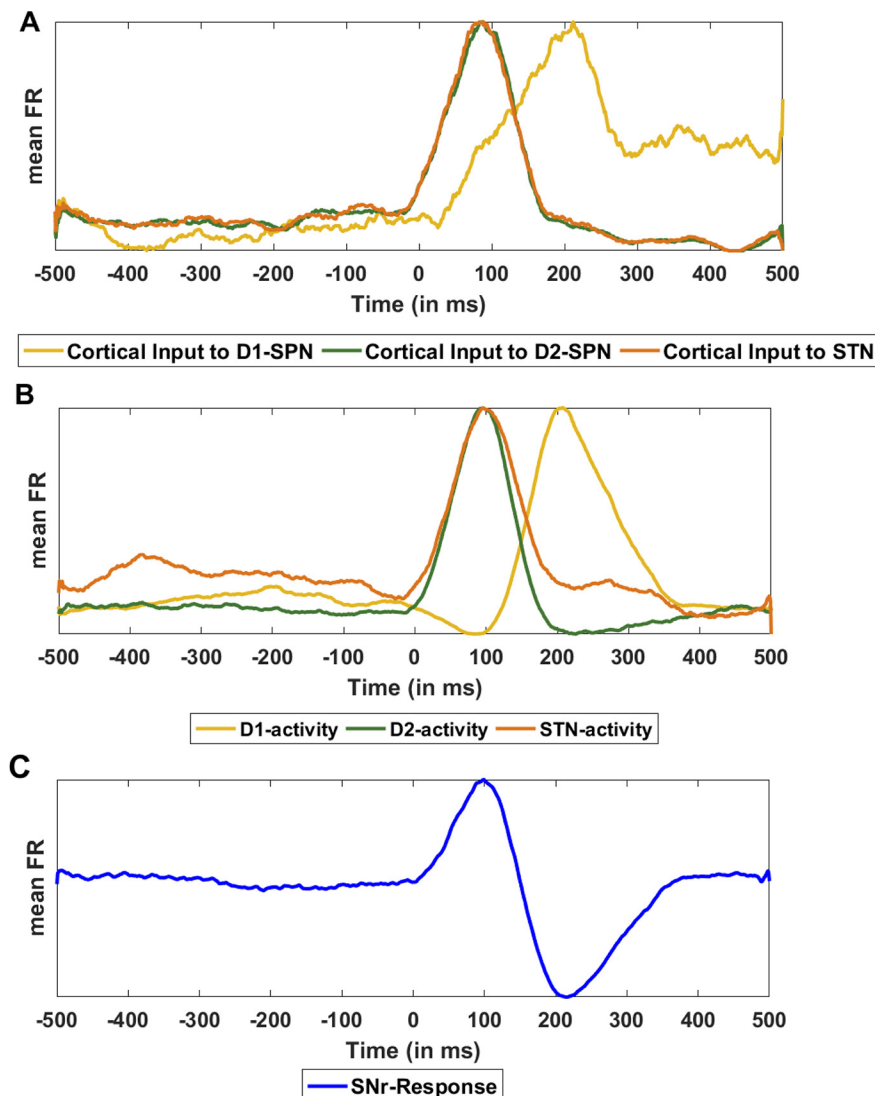 A
mean FR
-500 -400 -300 -200 -100 0 100 200 300 400 500
Time (in ms)
Cortical Input to D1-SPN Cortical Input to D2-SPN Cortical Input to STN
B
mean FR
-500 -400 -300 -200 -100 0 100 200 300 400 500
Time (in ms)
D1-activity D2-activity STN-activity
C
mean FR
-500 -400 -300 -200 -100 0 100 200 300 400 500
Time (in ms)
SNr-Response